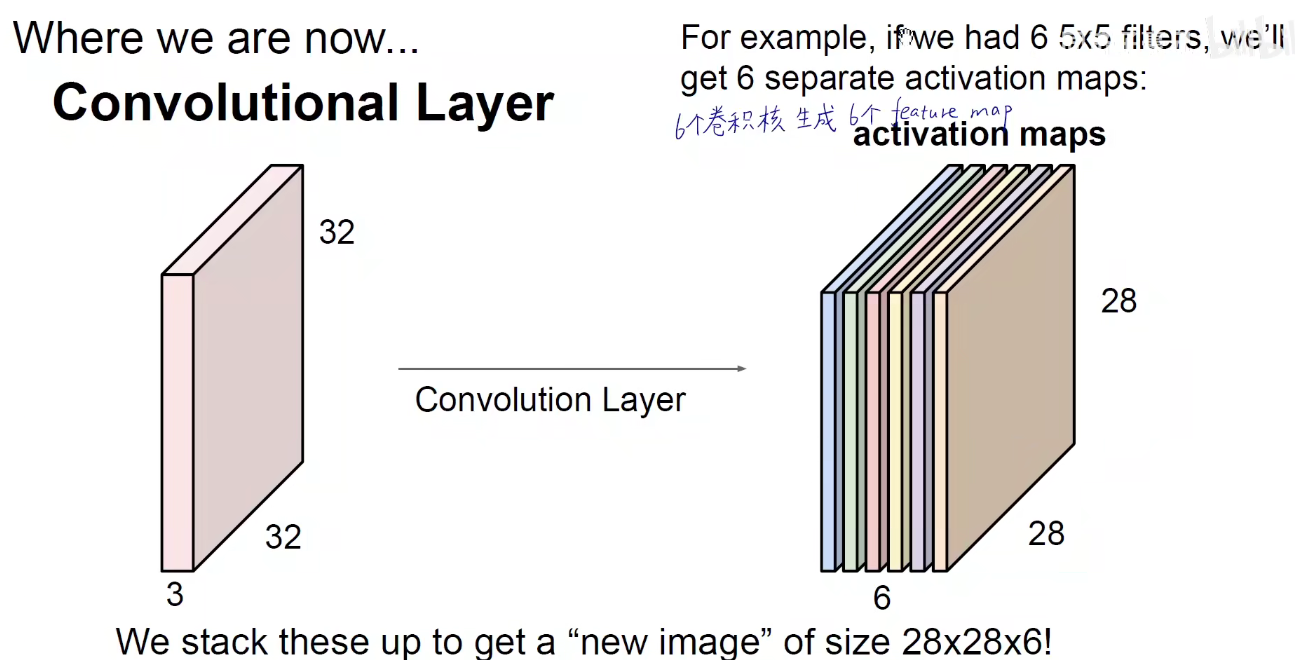 Where we are now...
Convolutional Layer
For example, if we had 6 5x5 filters, we'll
get 6 separate activation maps:
6个卷积核 生成 6个 feature map
activation maps
32
32
3
Convolution Layer
28
28
6
We stack these up to get a “new image” of size 28x28x6!
bilibili